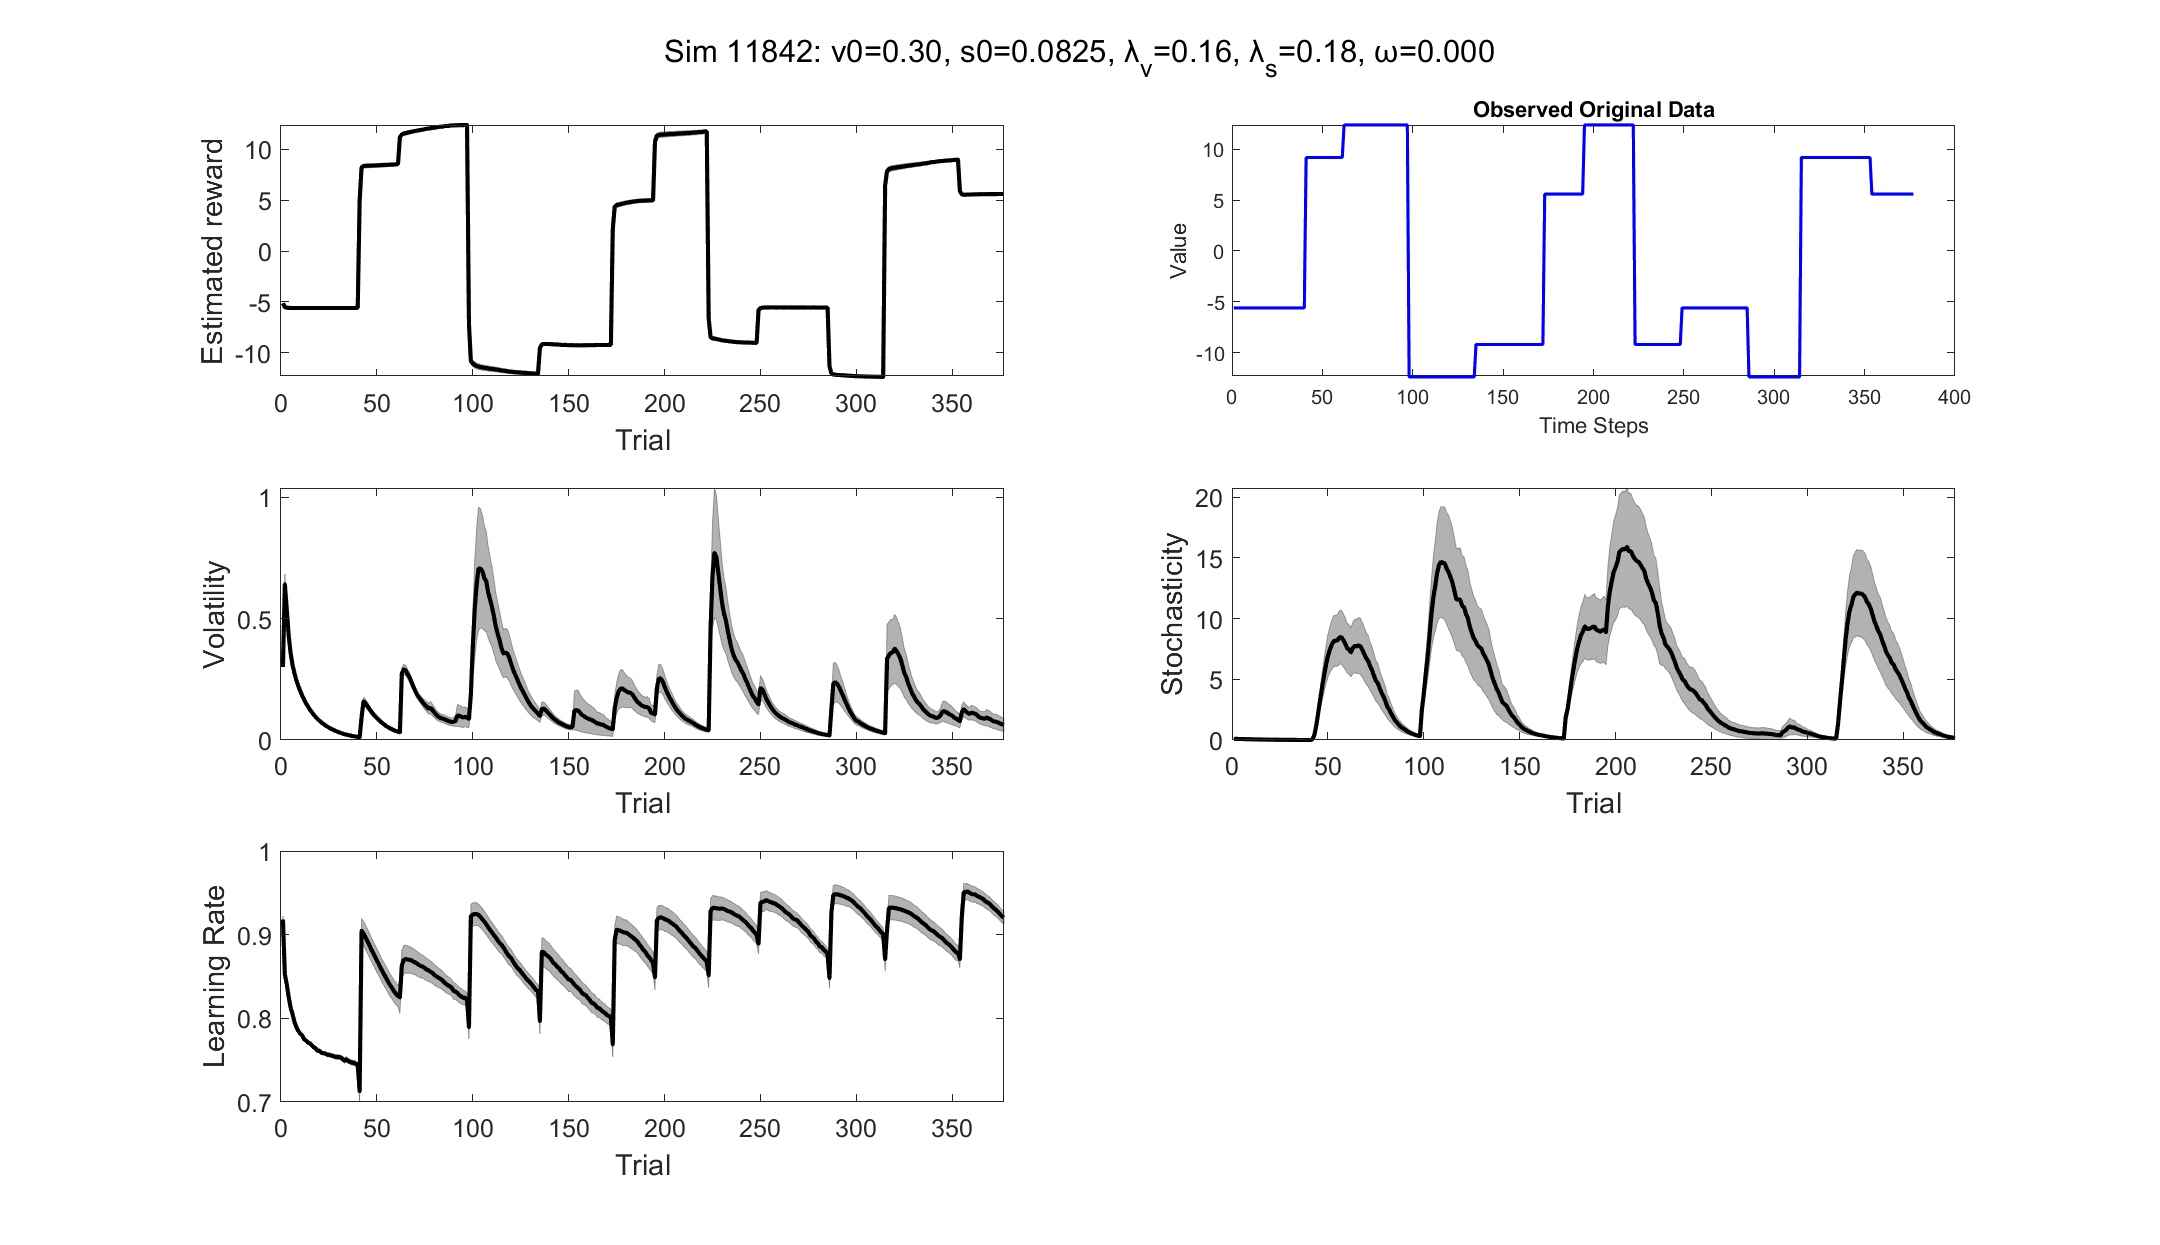 Sim 11842: v0=0.30, s0=0.0825, λ_v=0.16, λ_s=0.18, ω=0.000
Estimated reward
10
5
0
-5
-10
0 50 100 150 200 250 300 350
Trial
Observed Original Data
Value
10
5
0
-5
-10
0 50 100 150 200 250 300 350 400
Time Steps
Volatility
1
0.5
0
0 50 100 150 200 250 300 350
Trial
Stochasticity
20
15
10
5
0
0 50 100 150 200 250 300 350
Trial
Learning Rate
1
0.9
0.8
0.7
0 50 100 150 200 250 300 350
Trial